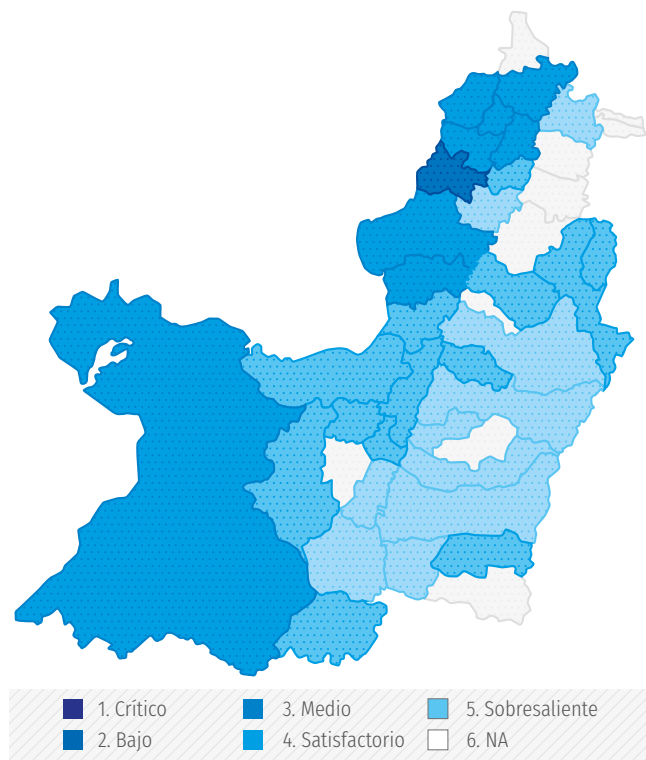 1. Crítico
2. Bajo
3. Medio
4. Satisfactorio
5. Sobresaliente
6. NA